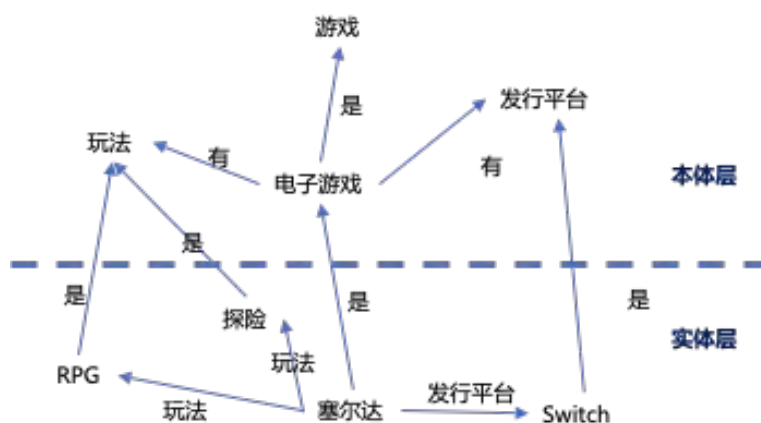 游戏
是
发行平台
玩法
有
电子游戏
有
本体层
是
是
是
是
探险
实体层
RPG
玩法
玩法
塞尔达
发行平台
Switch